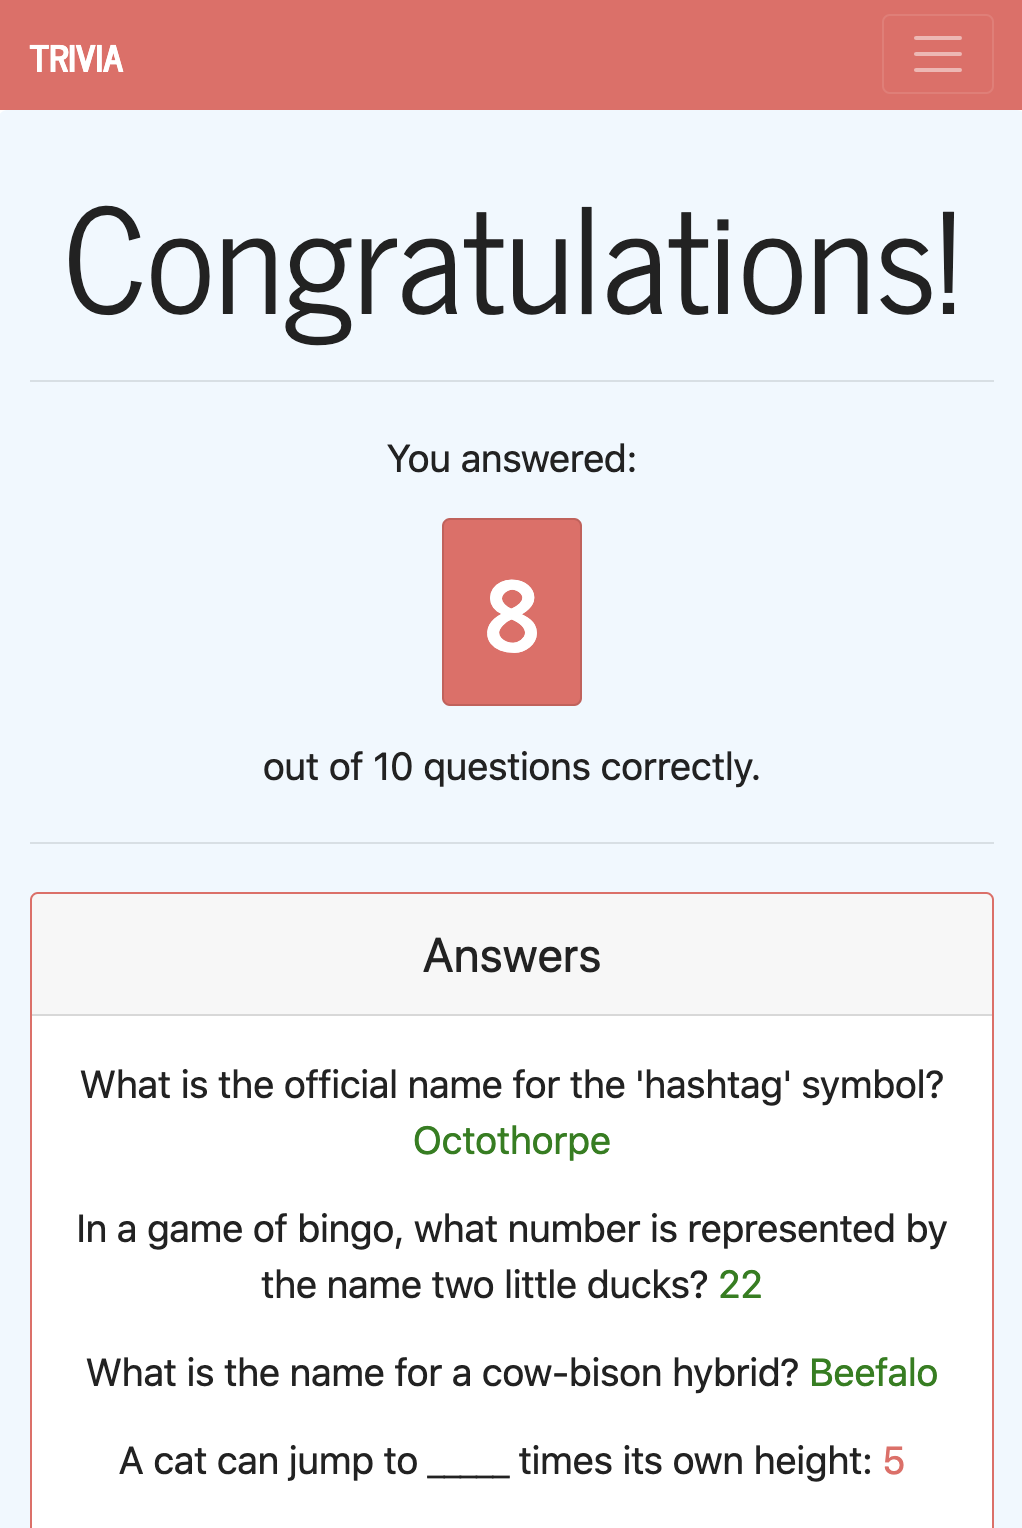 TRIVIA
Congratulations!
You answered:
8
out of 10 questions correctly.
Answers
What is the official name for the 'hashtag' symbol?
Octothorpe
In a game of bingo, what number is represented by
the name two little ducks? 22
What is the name for a cow-bison hybrid? Beefalo
A cat can jump to _____ times its own height: 5